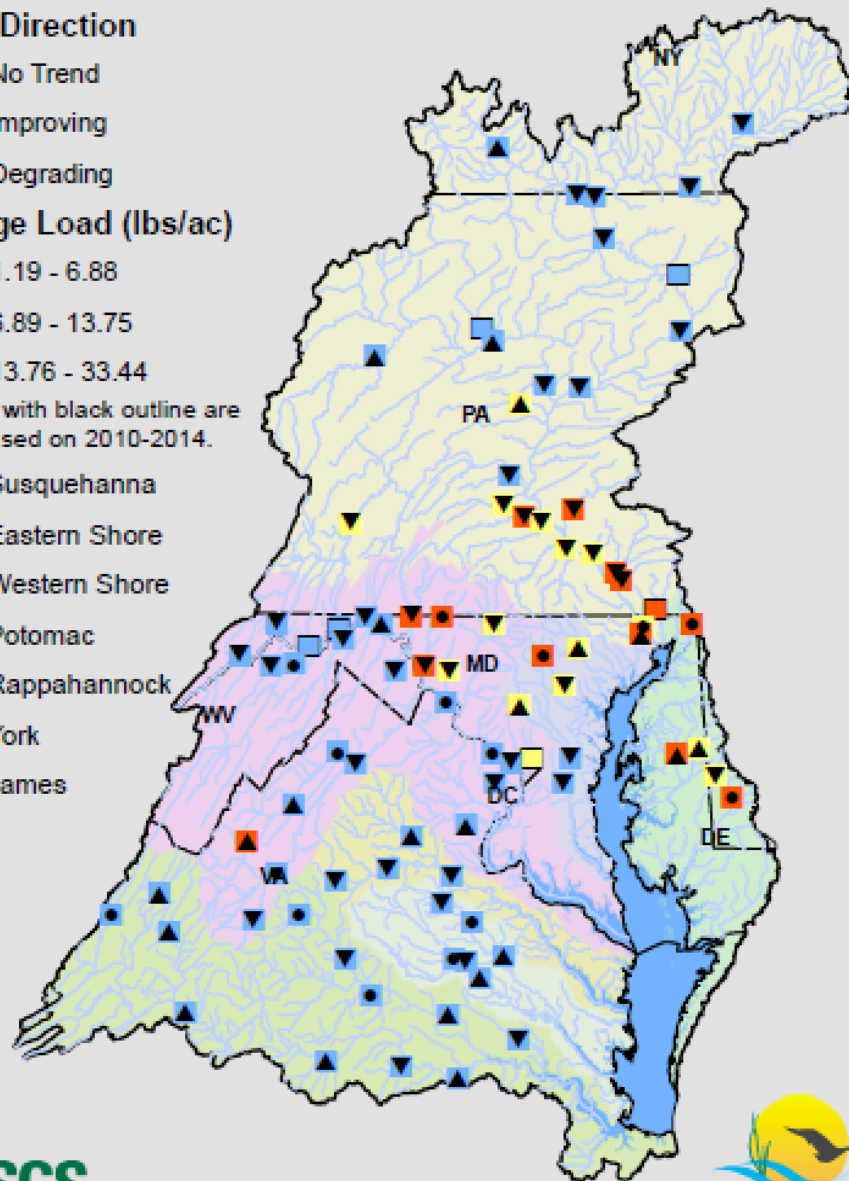 Direction
No Trend
mproving
Degrading
ge Load (lbs/ac)
1.19 - 6.88
6.89 - 13.75
13.76 - 33.44
with black outline are
sed on 2010-2014.
Susquehanna
Eastern Shore
Western Shore
Potomac
Rappahannock
York
ames
NY
PA
MD
WV
DC
DE
VA
SGS